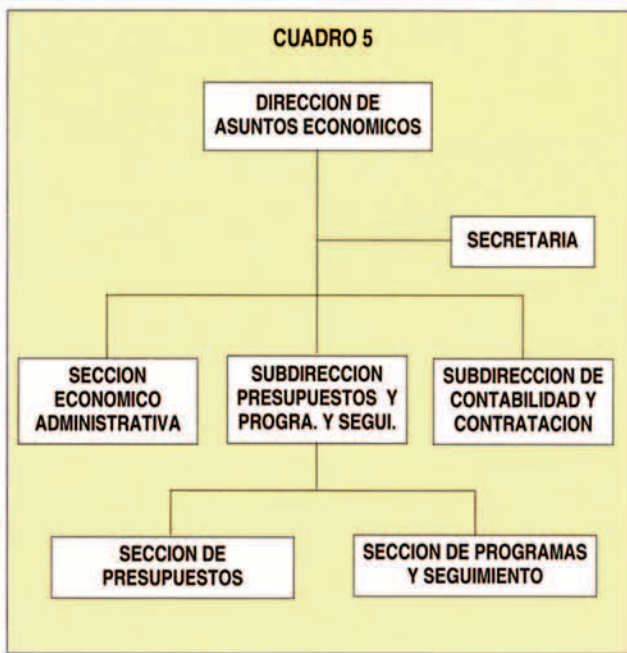 CUADRO 5
DIRECCION DE
ASUNTOS ECONOMICOS
SECRETARIA
SECCION
ECONOMICO
ADMINISTRATIVA
SUBDIRECCION
PRESUPUESTOS Y
PROGRA. Y SEGUI.
SUBDIRECCION DE
CONTABILIDAD Y
CONTRATACION
SECCION DE
PRESUPUESTOS
SECCION DE PROGRAMAS
Y SEGUIMIENTO